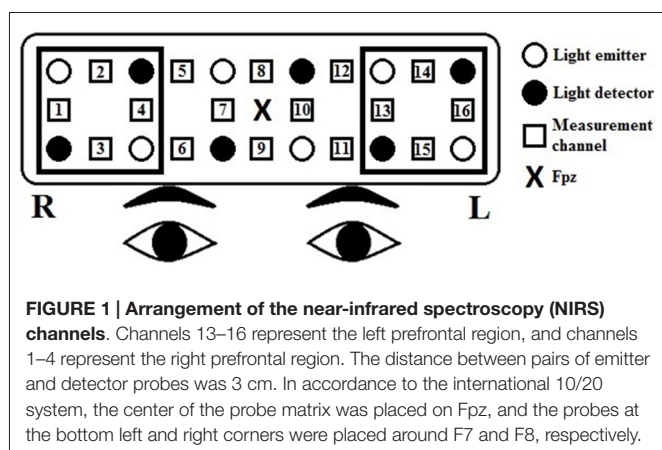 2 5 8 12 14
1 4 7 X 10 13 16
3 6 9 11 15
R L
Light emitter
Light detector
Measurement
channel
X Fpz
FIGURE 1 | Arrangement of the near-infrared spectroscopy (NIRS)
channels. Channels 13–16 represent the left prefrontal region, and channels
1–4 represent the right prefrontal region. The distance between pairs of emitter
and detector probes was 3 cm. In accordance to the international 10/20
system, the center of the probe matrix was placed on Fpz, and the probes at
the bottom left and right corners were placed around F7 and F8, respectively.